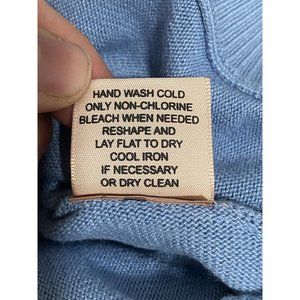 HAND WASH COLD
ONLY NON-CHLORINE
BLEACH WHEN NEEDED
RESHAPE AND
LAY FLAT TO DRY
COOL IRON
IF NECESSARY
OR DRY CLEAN